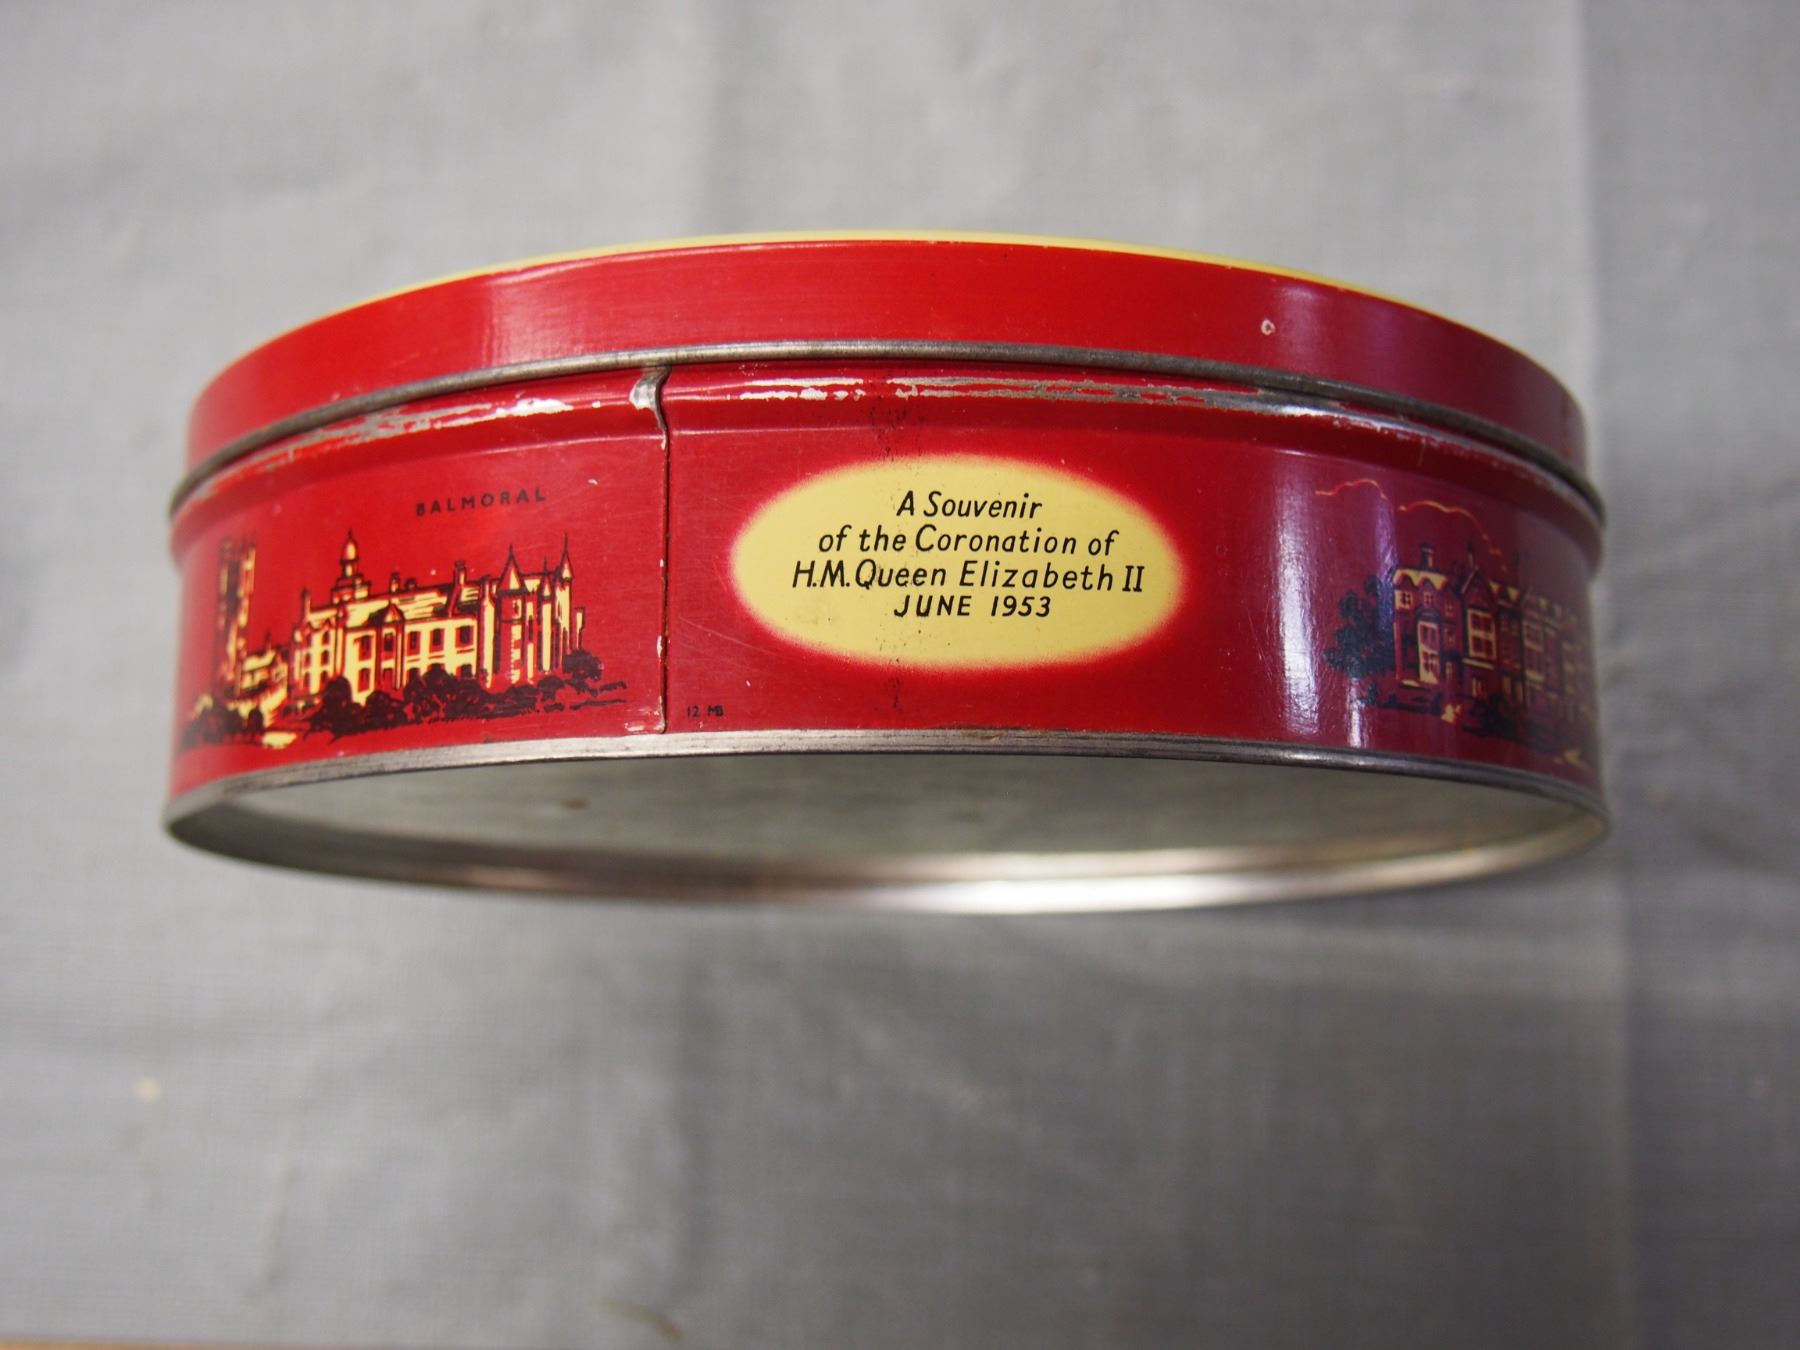 BALMORAL
A Souvenir
of the Coronation of
H.M. Queen Elizabeth II
JUNE 1953
12 MB